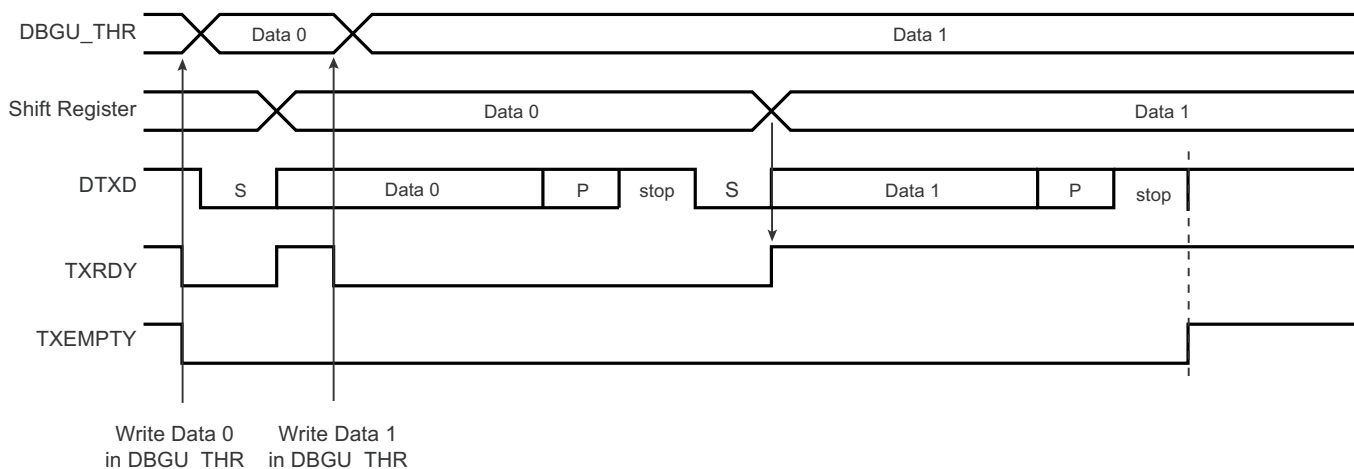 DBGU_THR
Data 0
Data 1
Shift Register
Data 0
Data 1
DTXD
S
Data 0
P
stop
S
Data 1
P
stop
TXRDY
TXEMPTY
Write Data 0
in DBGU_THR
Write Data 1
in DBGU_THR